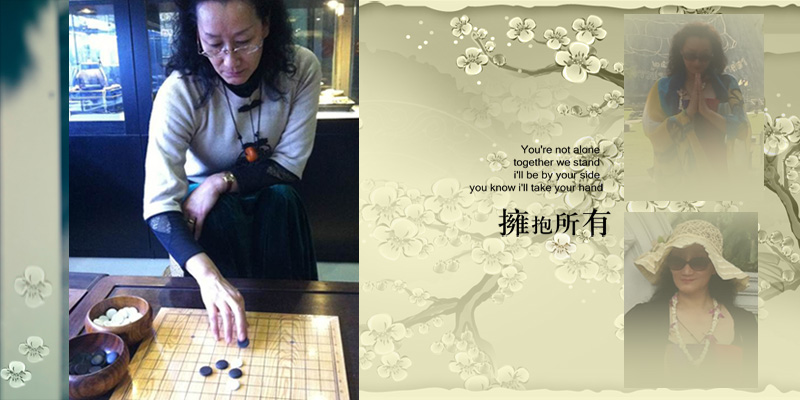 You're not alone
together we stand
i'll be by your side
you know i'll take your hand
擁抱所有